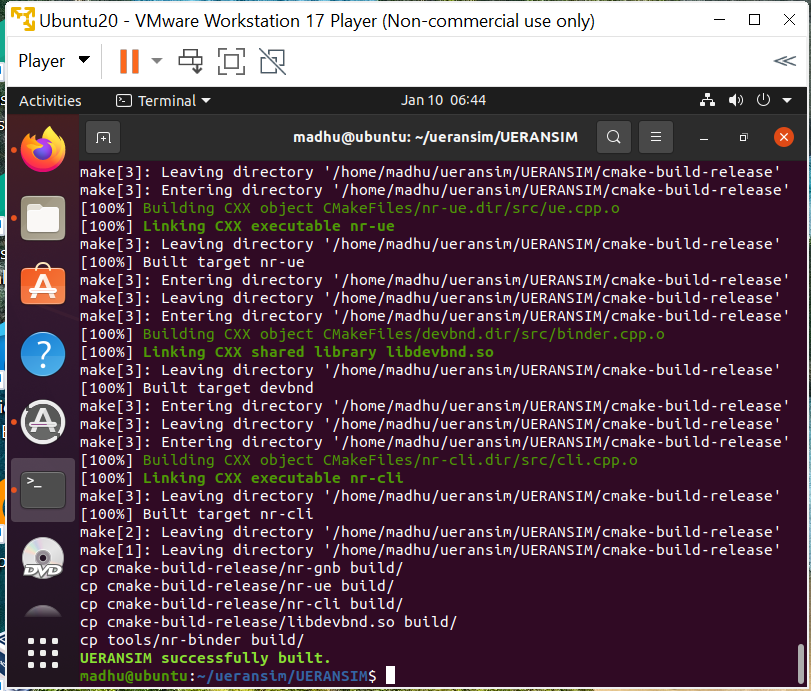 Ubuntu20 - VMware Workstation 17 Player (Non-commercial use only)
Player
Activities
Terminal
Jan 10  06:44
madhu@ubuntu: ~/ueransim/UERANSIM
make[3]: Leaving directory '/home/madhu/ueransim/UERANSIM/cmake-build-release'
make[3]: Entering directory '/home/madhu/ueransim/UERANSIM/cmake-build-release'
[100%] Building CXX object CMakeFiles/nr-ue.dir/src/ue.cpp.o
[100%] Linking CXX executable nr-ue
make[3]: Leaving directory '/home/madhu/ueransim/UERANSIM/cmake-build-release'
[100%] Built target nr-ue
make[3]: Entering directory '/home/madhu/ueransim/UERANSIM/cmake-build-release'
make[3]: Leaving directory '/home/madhu/ueransim/UERANSIM/cmake-build-release'
make[3]: Entering directory '/home/madhu/ueransim/UERANSIM/cmake-build-release'
[100%] Building CXX object CMakeFiles/devbnd.dir/src/binder.cpp.o
[100%] Linking CXX shared library libdevbnd.so
make[3]: Leaving directory '/home/madhu/ueransim/UERANSIM/cmake-build-release'
[100%] Built target devbnd
make[3]: Entering directory '/home/madhu/ueransim/UERANSIM/cmake-build-release'
make[3]: Leaving directory '/home/madhu/ueransim/UERANSIM/cmake-build-release'
make[3]: Entering directory '/home/madhu/ueransim/UERANSIM/cmake-build-release'
[100%] Building CXX object CMakeFiles/nr-cli.dir/src/cli.cpp.o
[100%] Linking CXX executable nr-cli
make[3]: Leaving directory '/home/madhu/ueransim/UERANSIM/cmake-build-release'
[100%] Built target nr-cli
make[2]: Leaving directory '/home/madhu/ueransim/UERANSIM/cmake-build-release'
make[1]: Leaving directory '/home/madhu/ueransim/UERANSIM/cmake-build-release'
cp cmake-build-release/nr-gnb build/
cp cmake-build-release/nr-ue build/
cp cmake-build-release/nr-cli build/
cp cmake-build-release/libdevbnd.so build/
cp tools/nr-binder build/
UERANSIM successfully built.
madhu@ubuntu:~/ueransim/UERANSIM$
DVD